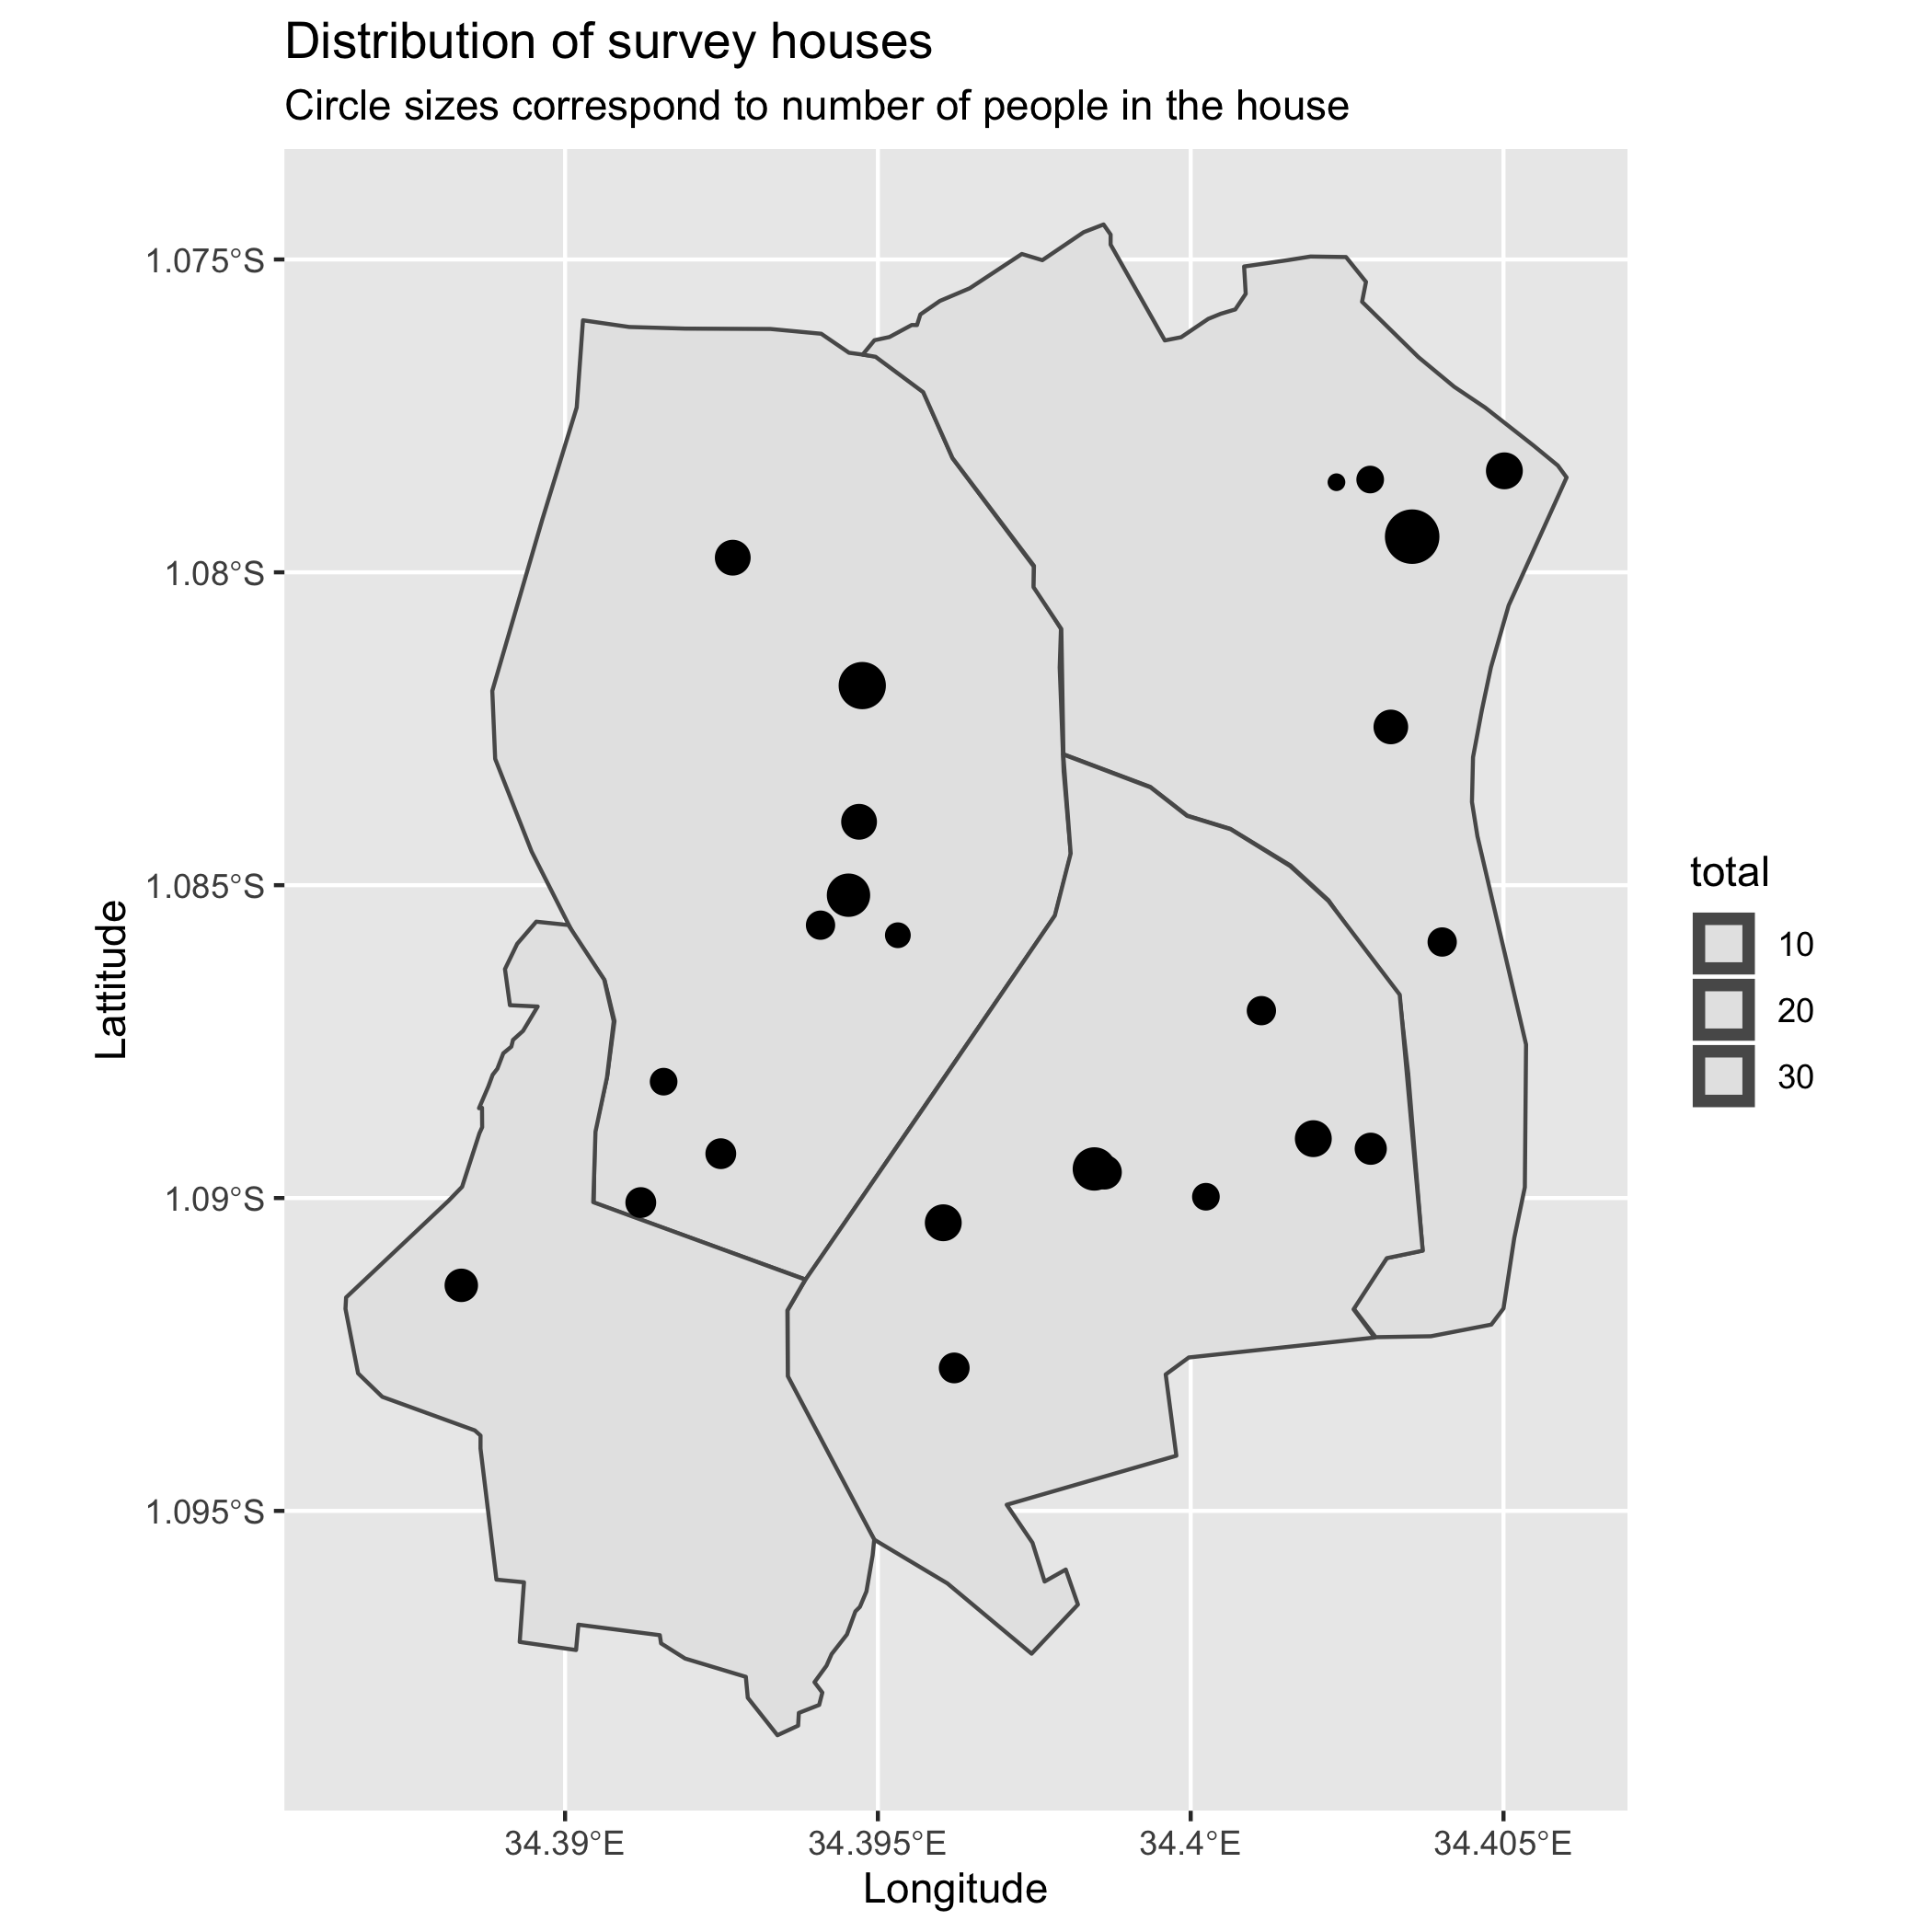 Distribution of survey houses
Circle sizes correspond to number of people in the house
1.075°S
1.08°S
1.085°S
1.09°S
1.095°S
Lattitude
34.39°E
34.395°E
34.4°E
34.405°E
Longitude
total
10
20
30